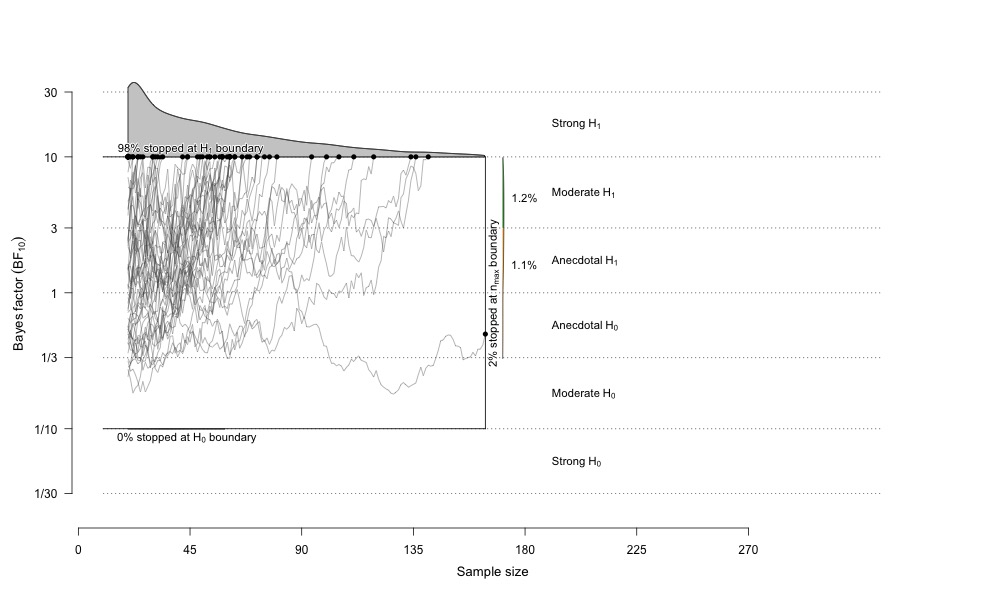 30
Strong H₁
98% stopped at H₁ boundary
10
1.2%
Moderate H₁
3
1.1%
Anecdotal H₁
Bayes factor (BF₁₀)
1
2% stopped at nmax boundary
Anecdotal H₀
1/3
Moderate H₀
1/10
0% stopped at H₀ boundary
Strong H₀
1/30
0 45 90 135 180 225 270
Sample size